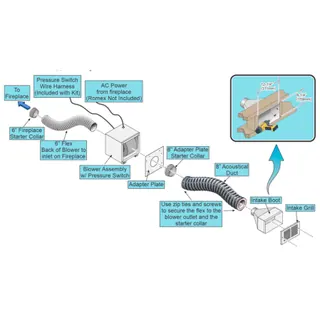 Pressure Switch
Wire Harness
(Included with Kit)
AC Power
from fireplace
(Romex Not Included)
To
Fireplace
6" Fireplace
Starter Collar
6" Flex
Back of Blower to
inlet on Fireplace
Blower Assembly
w/ Pressure Switch
Adapter Plate
8" Adapter Plate
Starter Collar
8" Acoustical
Duct
Use zip ties and screws
to secure the flex to the
blower outlet and the
starter collar
Intake Boot
Intake Grill